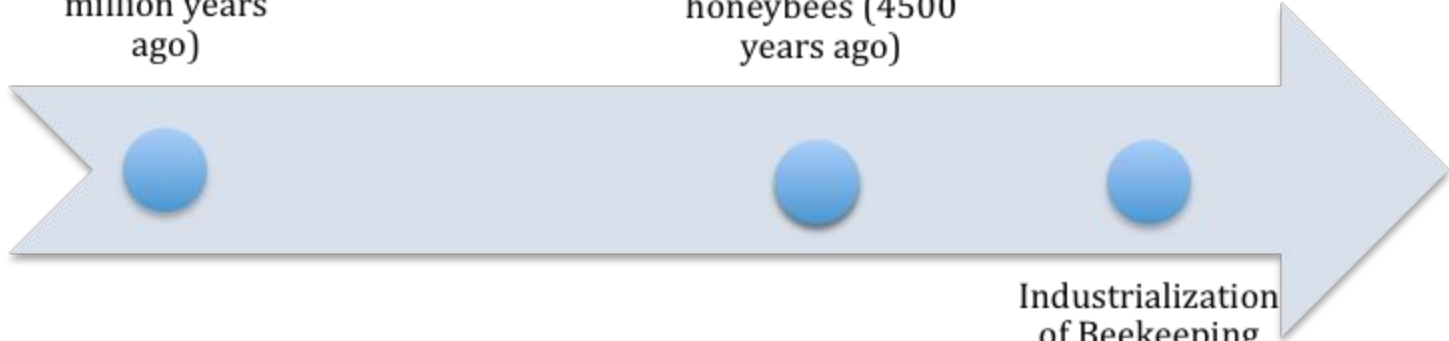 million years
ago)
honeybees (4500
years ago)
Industrialization
of Beekeeping